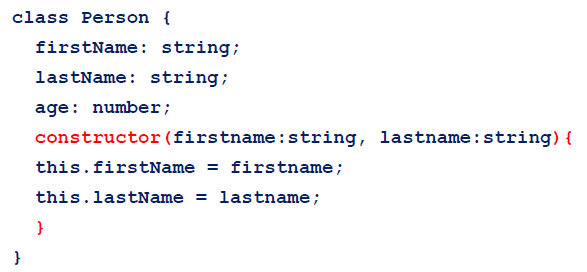 class Person {
firstName: string;
lastName: string;
age: number;
constructor(firstname:string, lastname:string){
this.firstName = firstname;
this.lastName = lastname;
}
}